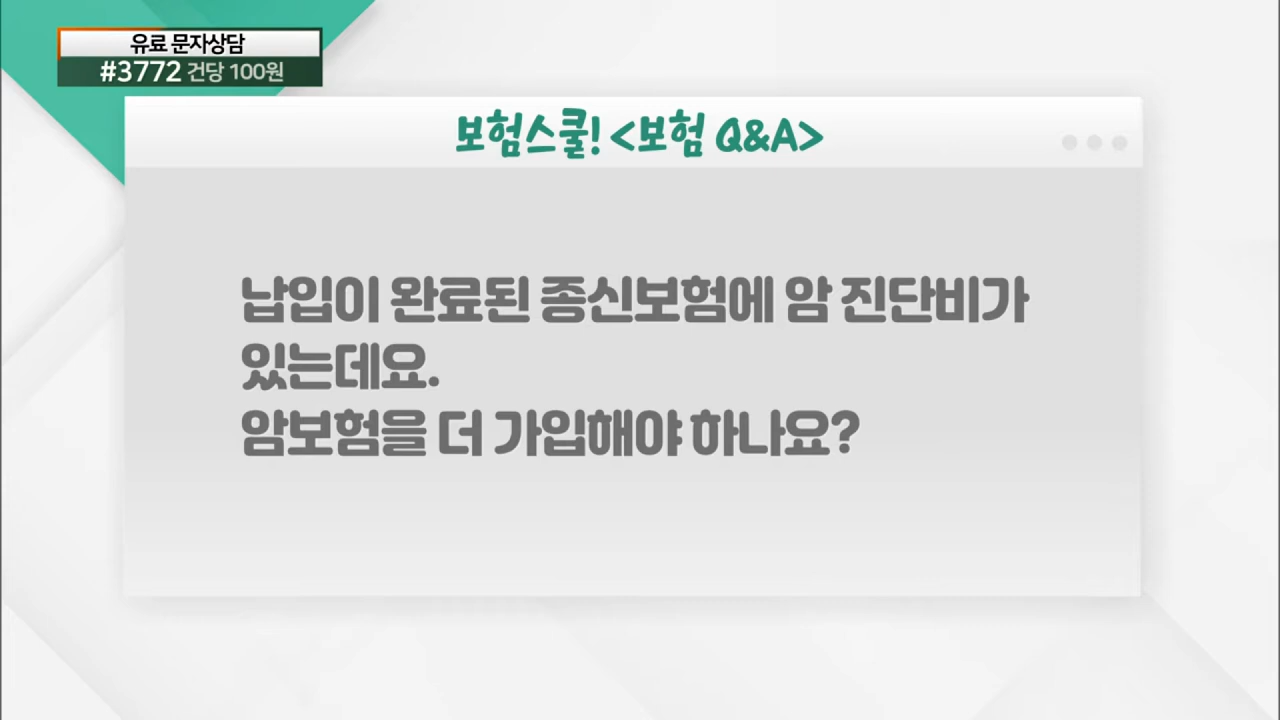 유료 문자상담
#3772 건당 100원
보험스쿨! <보험 Q&A>
납입이 완료된 종신보험에 암 진단비가
있는데요.
암보험을 더 가입해야 하나요?